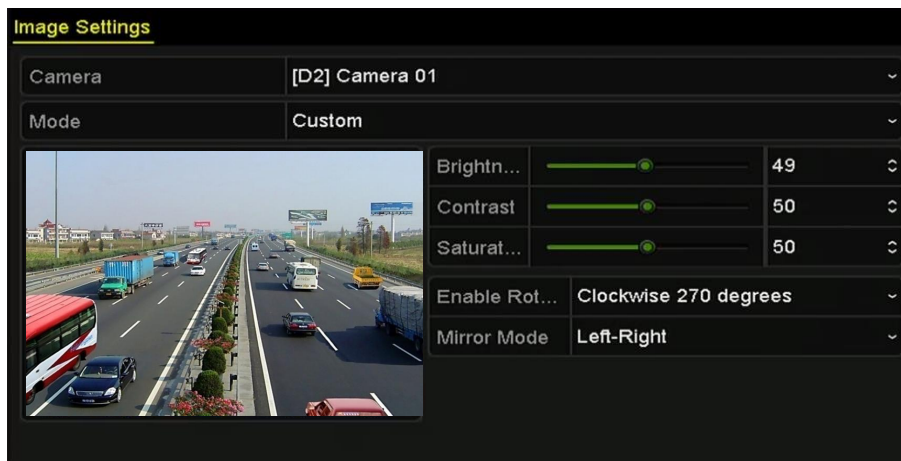 Image Settings
Camera [D2] Camera 01
Mode Custom
Brightn... 49
Contrast 50
Saturat... 50
Enable Rot... Clockwise 270 degrees
Mirror Mode Left-Right